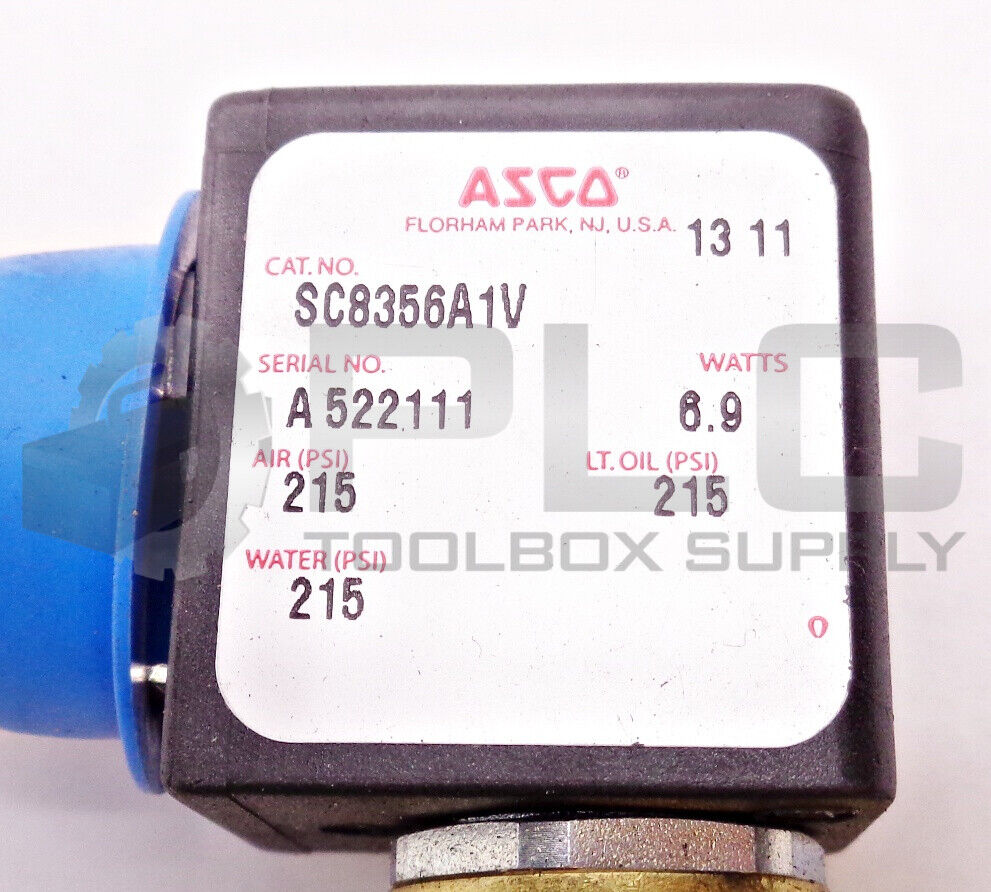 ASCO®
FLORHAM PARK, NJ, U.S.A. 13 11
CAT. NO.
SC8356A1V
SERIAL NO. WATTS
A 522111 6.9
AIR (PSI) LT. OIL (PSI)
215 215
WATER (PSI)
215
PLC
TOOLBOX SUPPLY